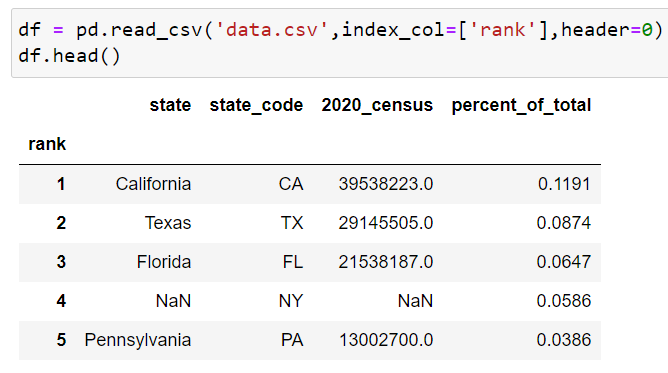 df = pd.read_csv('data.csv',index_col=['rank'],header=0)
df.head()
state state_code 2020_census percent_of_total
rank
1 California CA 39538223.0 0.1191
2 Texas TX 29145505.0 0.0874
3 Florida FL 21538187.0 0.0647
4 NaN NY NaN 0.0586
5 Pennsylvania PA 13002700.0 0.0386